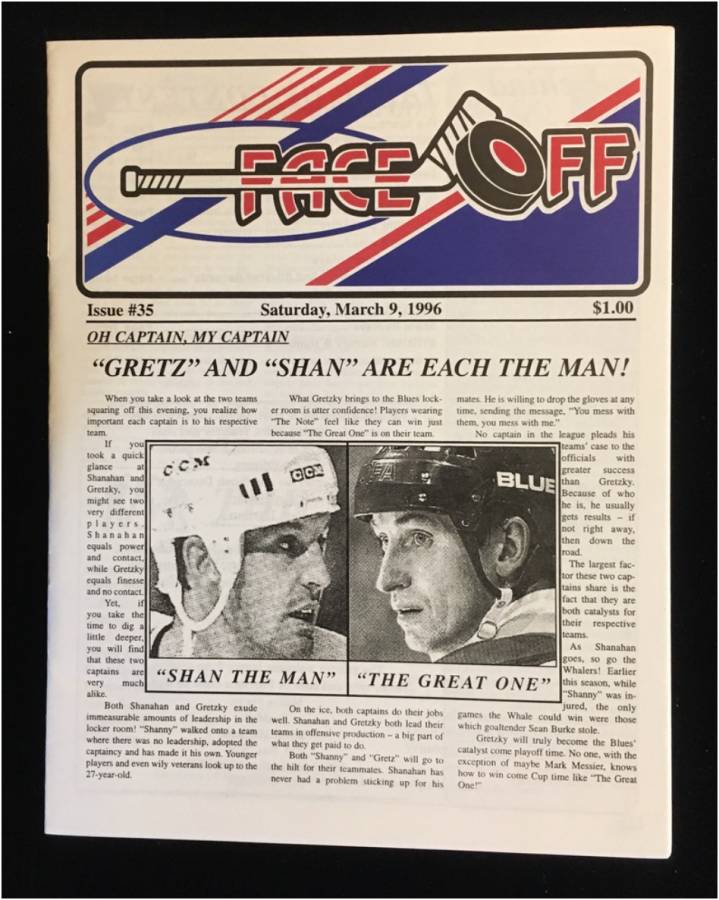 FACE OFF
Issue #35 Saturday, March 9, 1996 $1.00
OH CAPTAIN, MY CAPTAIN
“GRETZ” AND “SHAN” ARE EACH THE MAN!
When you take a look at the two teams
squaring off this evening, you realize how
important each captain is to his respective
team.
If you
took a quick
glance at
Shanahan and
Gretzky, you
might see two
very different
players.
Shanahan
equals power
and contact,
while Gretzky
equals finesse
and no contact.
Yet, if
you take the
time to dig a
little deeper,
you will find
that these two
captains are
very much
alike.
Both Shanahan and Gretzky exude
immeasurable amounts of leadership in the
locker room! “Shanny” walked onto a team
where there was no leadership, adopted the
captaincy and has made it his own. Younger
players and even wily veterans look up to the
27-year-old.
What Gretzky brings to the Blues lock-
er room is utter confidence! Players wearing
“The Note” feel like they can win just
because “The Great One” is on their team.
CCM
CCM
BLUE
“SHAN THE MAN”
“THE GREAT ONE”
On the ice, both captains do their jobs
well. Shanahan and Gretzky both lead their
teams in offensive production – a big part of
what they get paid to do.
Both “Shanny” and “Gretz” will go to
the hilt for their teammates. Shanahan has
never had a problem sticking up for his
mates. He is willing to drop the gloves at any
time, sending the message, “You mess with
them, you mess with me.”
No captain in the league pleads his
teams’ case to the
officials with
greater success
than Gretzky.
Because of who
he is, he usually
gets results – if
not right away,
then down the
road.
The largest fac-
tor these two cap-
tains share is the
fact that they are
both catalysts for
their respective
teams.
As Shanahan
goes, so go the
Whalers! Earlier
this season, while
“Shanny” was in-
jured, the only
games the Whale could win were those
which goaltender Sean Burke stole.
Gretzky will truly become the Blues’
catalyst come playoff time. No one, with the
exception of maybe Mark Messier, knows
how to win come Cup time like “The Great
One!”